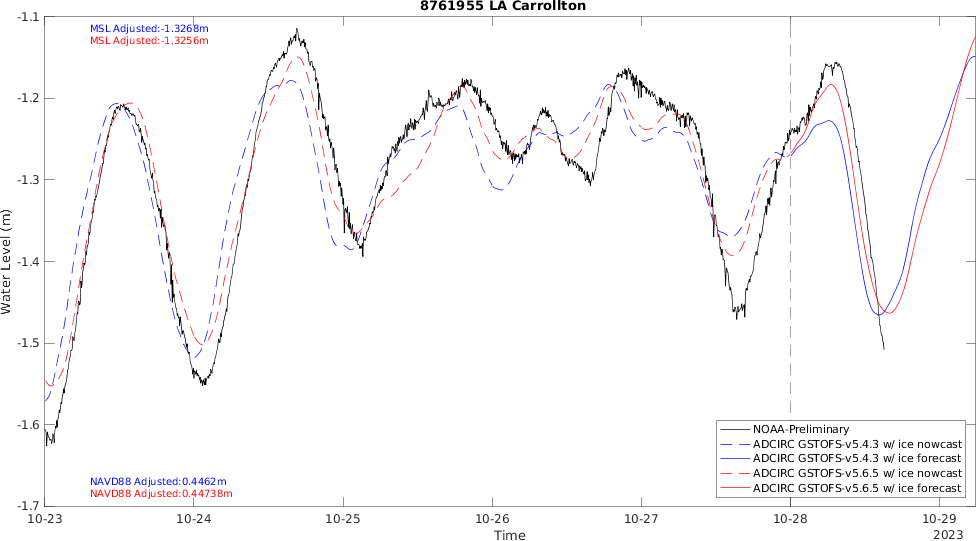 8761955 LA Carrollton
MSL Adjusted:-1.3268m
MSL Adjusted:-1.3256m
-1.1
-1.2
-1.3
-1.4
-1.5
-1.6
-1.7
Water Level (m)
NAVD88 Adjusted:0.4462m
NAVD88 Adjusted:0.44738m
NOAA-Preliminary
ADCIRC GSTOFS-v5.4.3 w/ ice nowcast
ADCIRC GSTOFS-v5.4.3 w/ ice forecast
ADCIRC GSTOFS-v5.6.5 w/ ice nowcast
ADCIRC GSTOFS-v5.6.5 w/ ice forecast
10-23 10-24 10-25 10-26 10-27 10-28 10-29
Time
2023